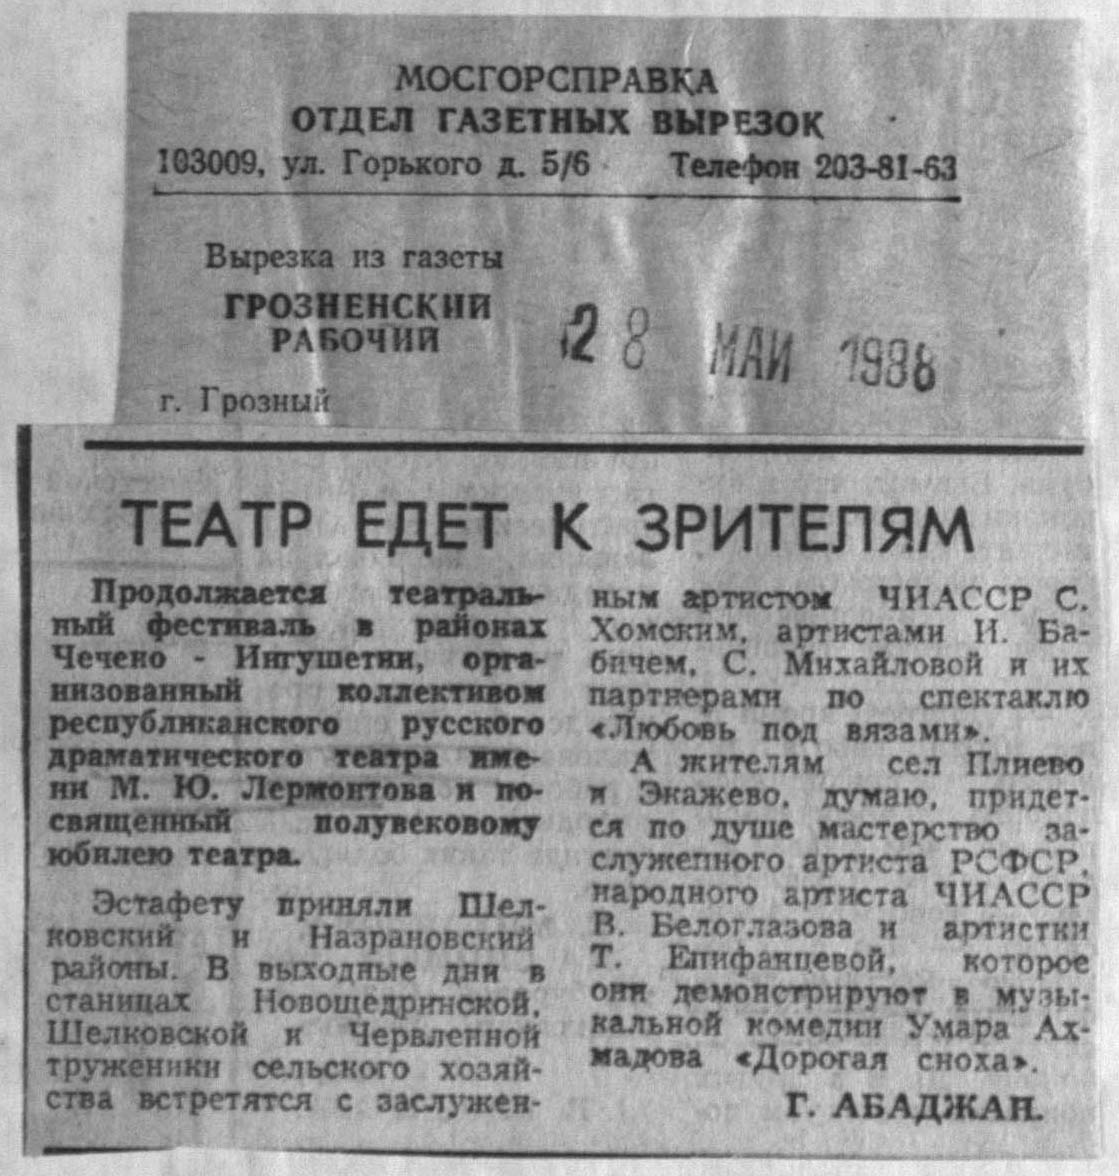 МОСГОРСПРАВКА
ОТДЕЛ ГАЗЕТНЫХ ВЫРЕЗОК
103009, ул. Горького д. 5/6 Телефон 203-81-63
Вырезка из газеты
ГРОЗНЕНСКИЙ
РАБОЧИЙ
28 МАЙ 1988
г. Грозный
ТЕАТР ЕДЕТ К ЗРИТЕЛЯМ
Продолжается театраль-
ный фестиваль в районах
Чечено - Ингушетии, орга-
низованный коллективом
республиканского русского
драматического театра име-
ни М. Ю. Лермонтова и по-
священный полувековому
юбилею театра.
Эстафету приняли Шел-
ковский и Назрановский
районы. В выходные дни в
станицах Новощедринской,
Шелковской и Червленной
труженики сельского хозяй-
ства встретятся с заслужен-
ным артистом ЧИАССР С.
Хомским, артистами И. Ба-
бичем, С. Михайловой и их
партнерами по спектаклю
«Любовь под вязами».
А жителям сел Плиево
и Экажево, думаю, придет-
ся по душе мастерство за-
служенного артиста РСФСР,
народного артиста ЧИАССР
В. Белоглазова и артистки
Т. Епифанцевой, которое
они демонстрируют в музы-
кальной комедии Умара Ах-
мадова «Дорогая сноха».
Г. АБАДЖАН.